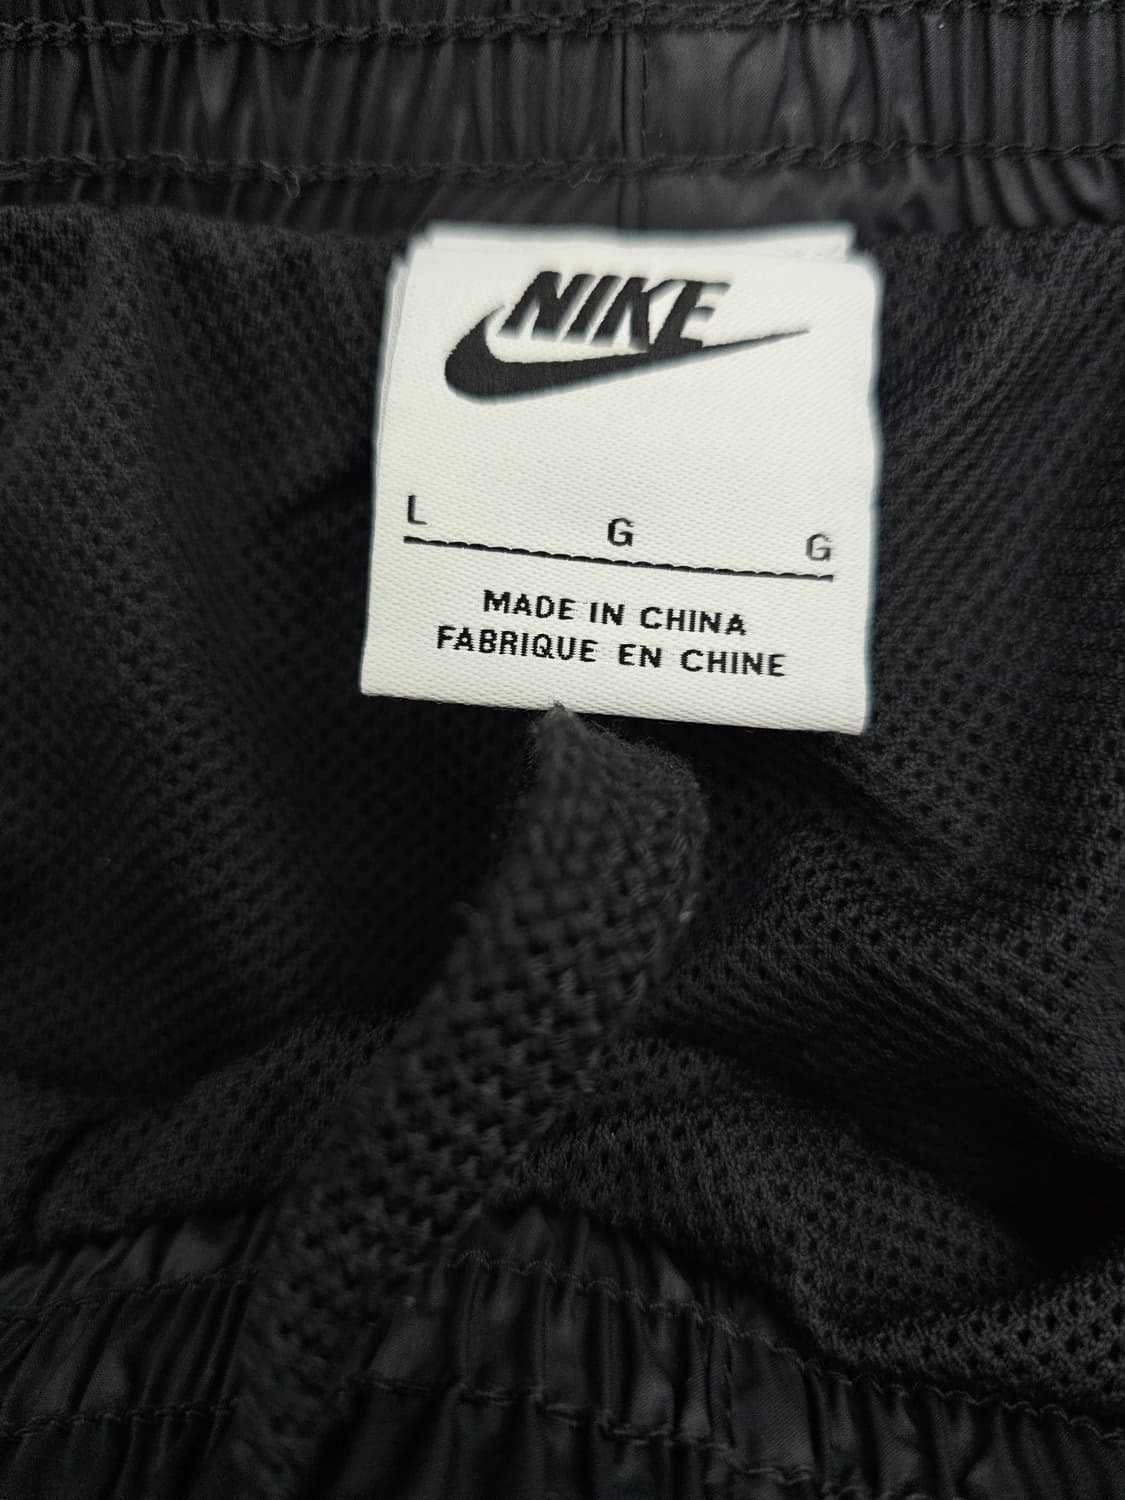 NIKE
L G G
MADE IN CHINA
FABRIQUE EN CHINE